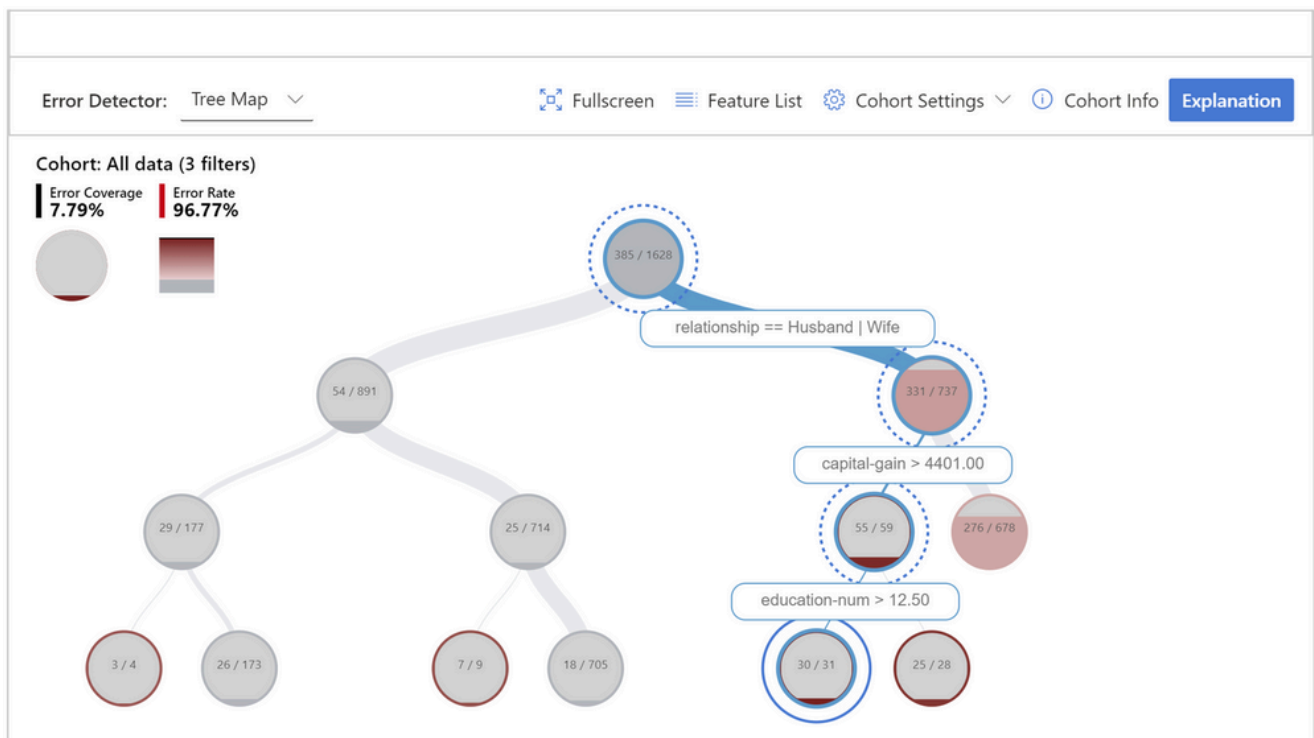 Error Detector: Tree Map Fullscreen Feature List Cohort Settings Cohort Info Explanation
Cohort: All data (3 filters)
Error Coverage Error Rate
7.79% 96.77%
385 / 1628
relationship == Husband | Wife
54 / 891 331 / 737
capital-gain > 4401.00
29 / 177 25 / 714 55 / 59 276 / 678
education-num > 12.50
3 / 4 26 / 173 7 / 9 18 / 705 30 / 31 25 / 28